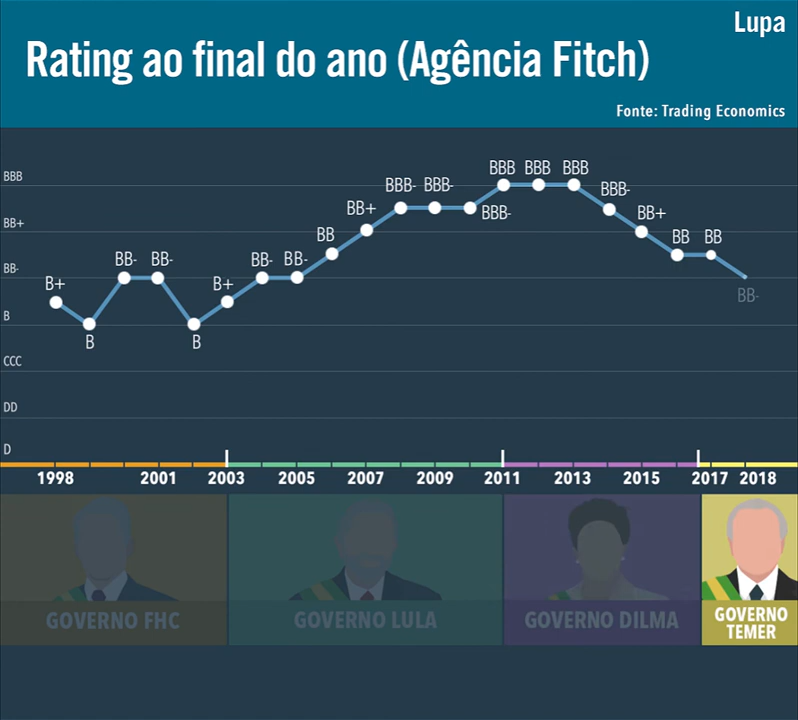 Lupa
Rating ao final do ano (Agência Fitch)
Fonte: Trading Economics
BBB BBB BBB
BBB
BBB- BBB-
BBB-
BB+
BBB-
BB+
BB+
BB
BB BB
BB- BB-
BB- BB-
BB-
B+
B+
BB-
B
B
B
CCC
DD
D
1998 2001 2003 2005 2007 2009 2011 2013 2015 2017 2018
GOVERNO FHC
GOVERNO LULA
GOVERNO DILMA
GOVERNO
TEMER